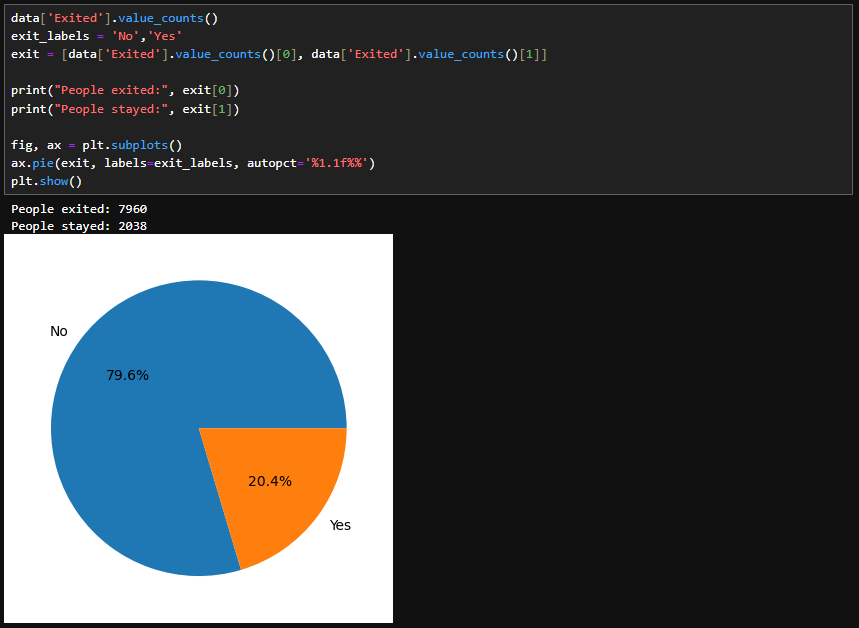 data['Exited'].value_counts()
exit_labels = 'No','Yes'
exit = [data['Exited'].value_counts()[0], data['Exited'].value_counts()[1]]
print("People exited:", exit[0])
print("People stayed:", exit[1])
fig, ax = plt.subplots()
ax.pie(exit, labels=exit_labels, autopct='%1.1f%%')
plt.show()
People exited: 7960
People stayed: 2038
No
79.6%
20.4%
Yes